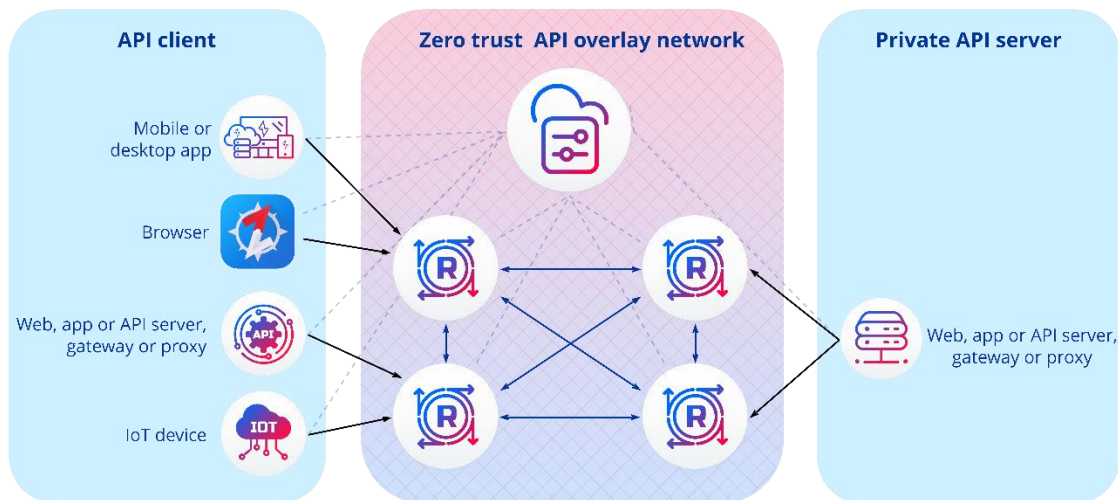 API client
Zero trust API overlay network
Private API server
Mobile or
desktop app
Browser
R
R
Web, app or API server,
gateway or proxy
API
Web, app or API server,
gateway or proxy
R
R
IoT device
IOT